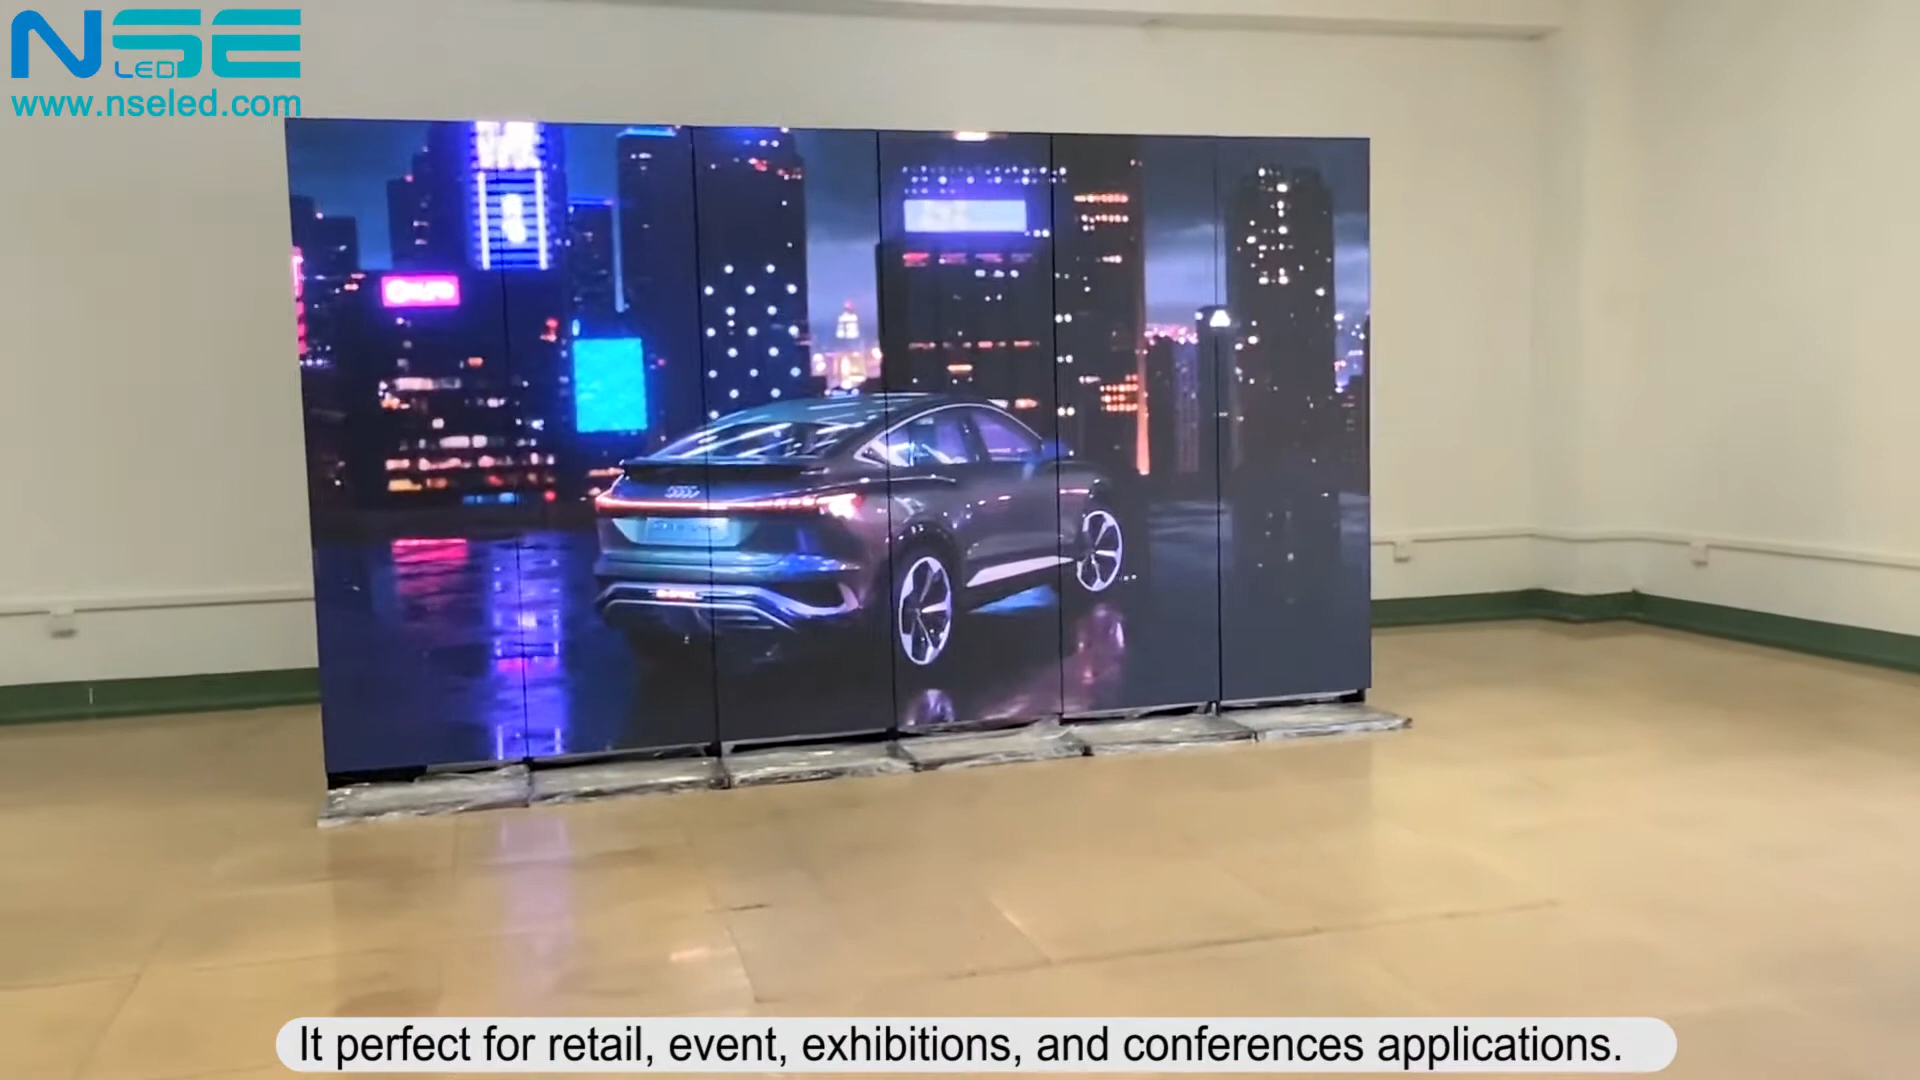 NSE
LED
www.nseled.com
It perfect for retail, event, exhibitions, and conferences applications.